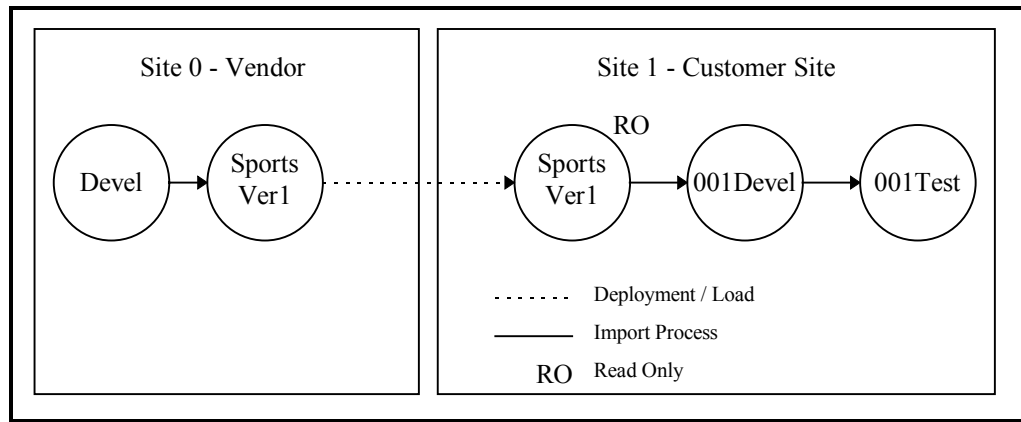 Site 0 - Vendor
Devel
Sports
Ver1
Site 1 - Customer Site
RO
Sports
Ver1
001Devel
001Test
Deployment / Load
Import Process
RO Read Only